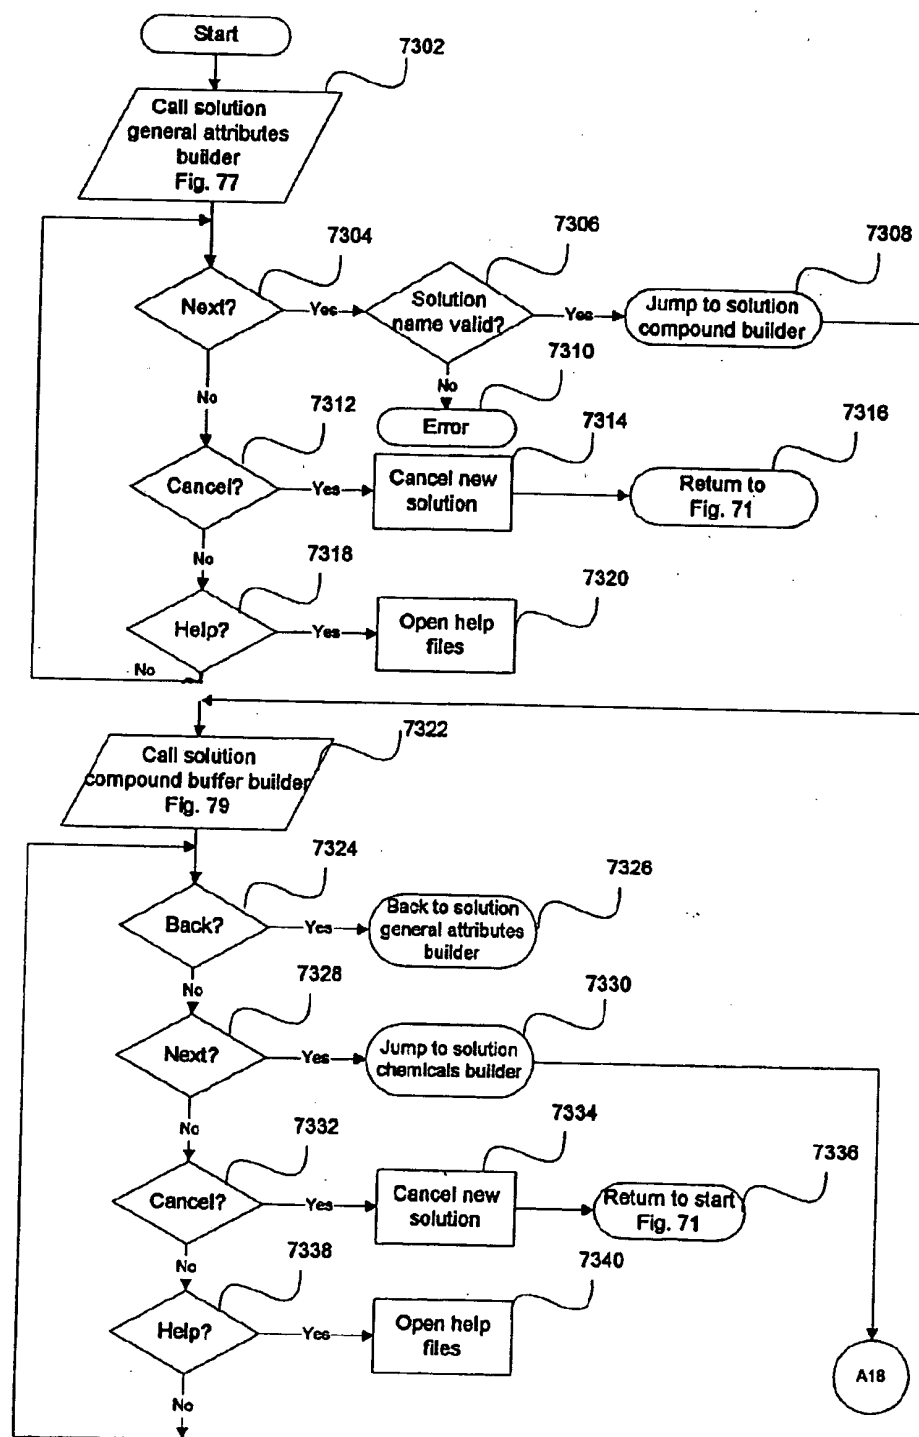 Start
7302
Call solution
general attributes
builder
Fig. 77
7304
7306
7308
Next?
Yes
Solution
name valid?
Yes
Jump to solution
compound builder
No
No
7310
Error
7312
7314
7316
Cancel?
Yes
Cancel new
solution
Return to
Fig. 71
No
7318
7320
Help?
Yes
Open help
files
No
7322
Call solution
compound buffer builder
Fig. 79
7324
7326
Back?
Yes
Back to solution
general attributes
builder
No
7328
7330
Next?
Yes
Jump to solution
chemicals builder
No
7332
7334
7336
Cancel?
Yes
Cancel new
solution
Return to start
Fig. 71
No
7338
7340
Help?
Yes
Open help
files
A18
No